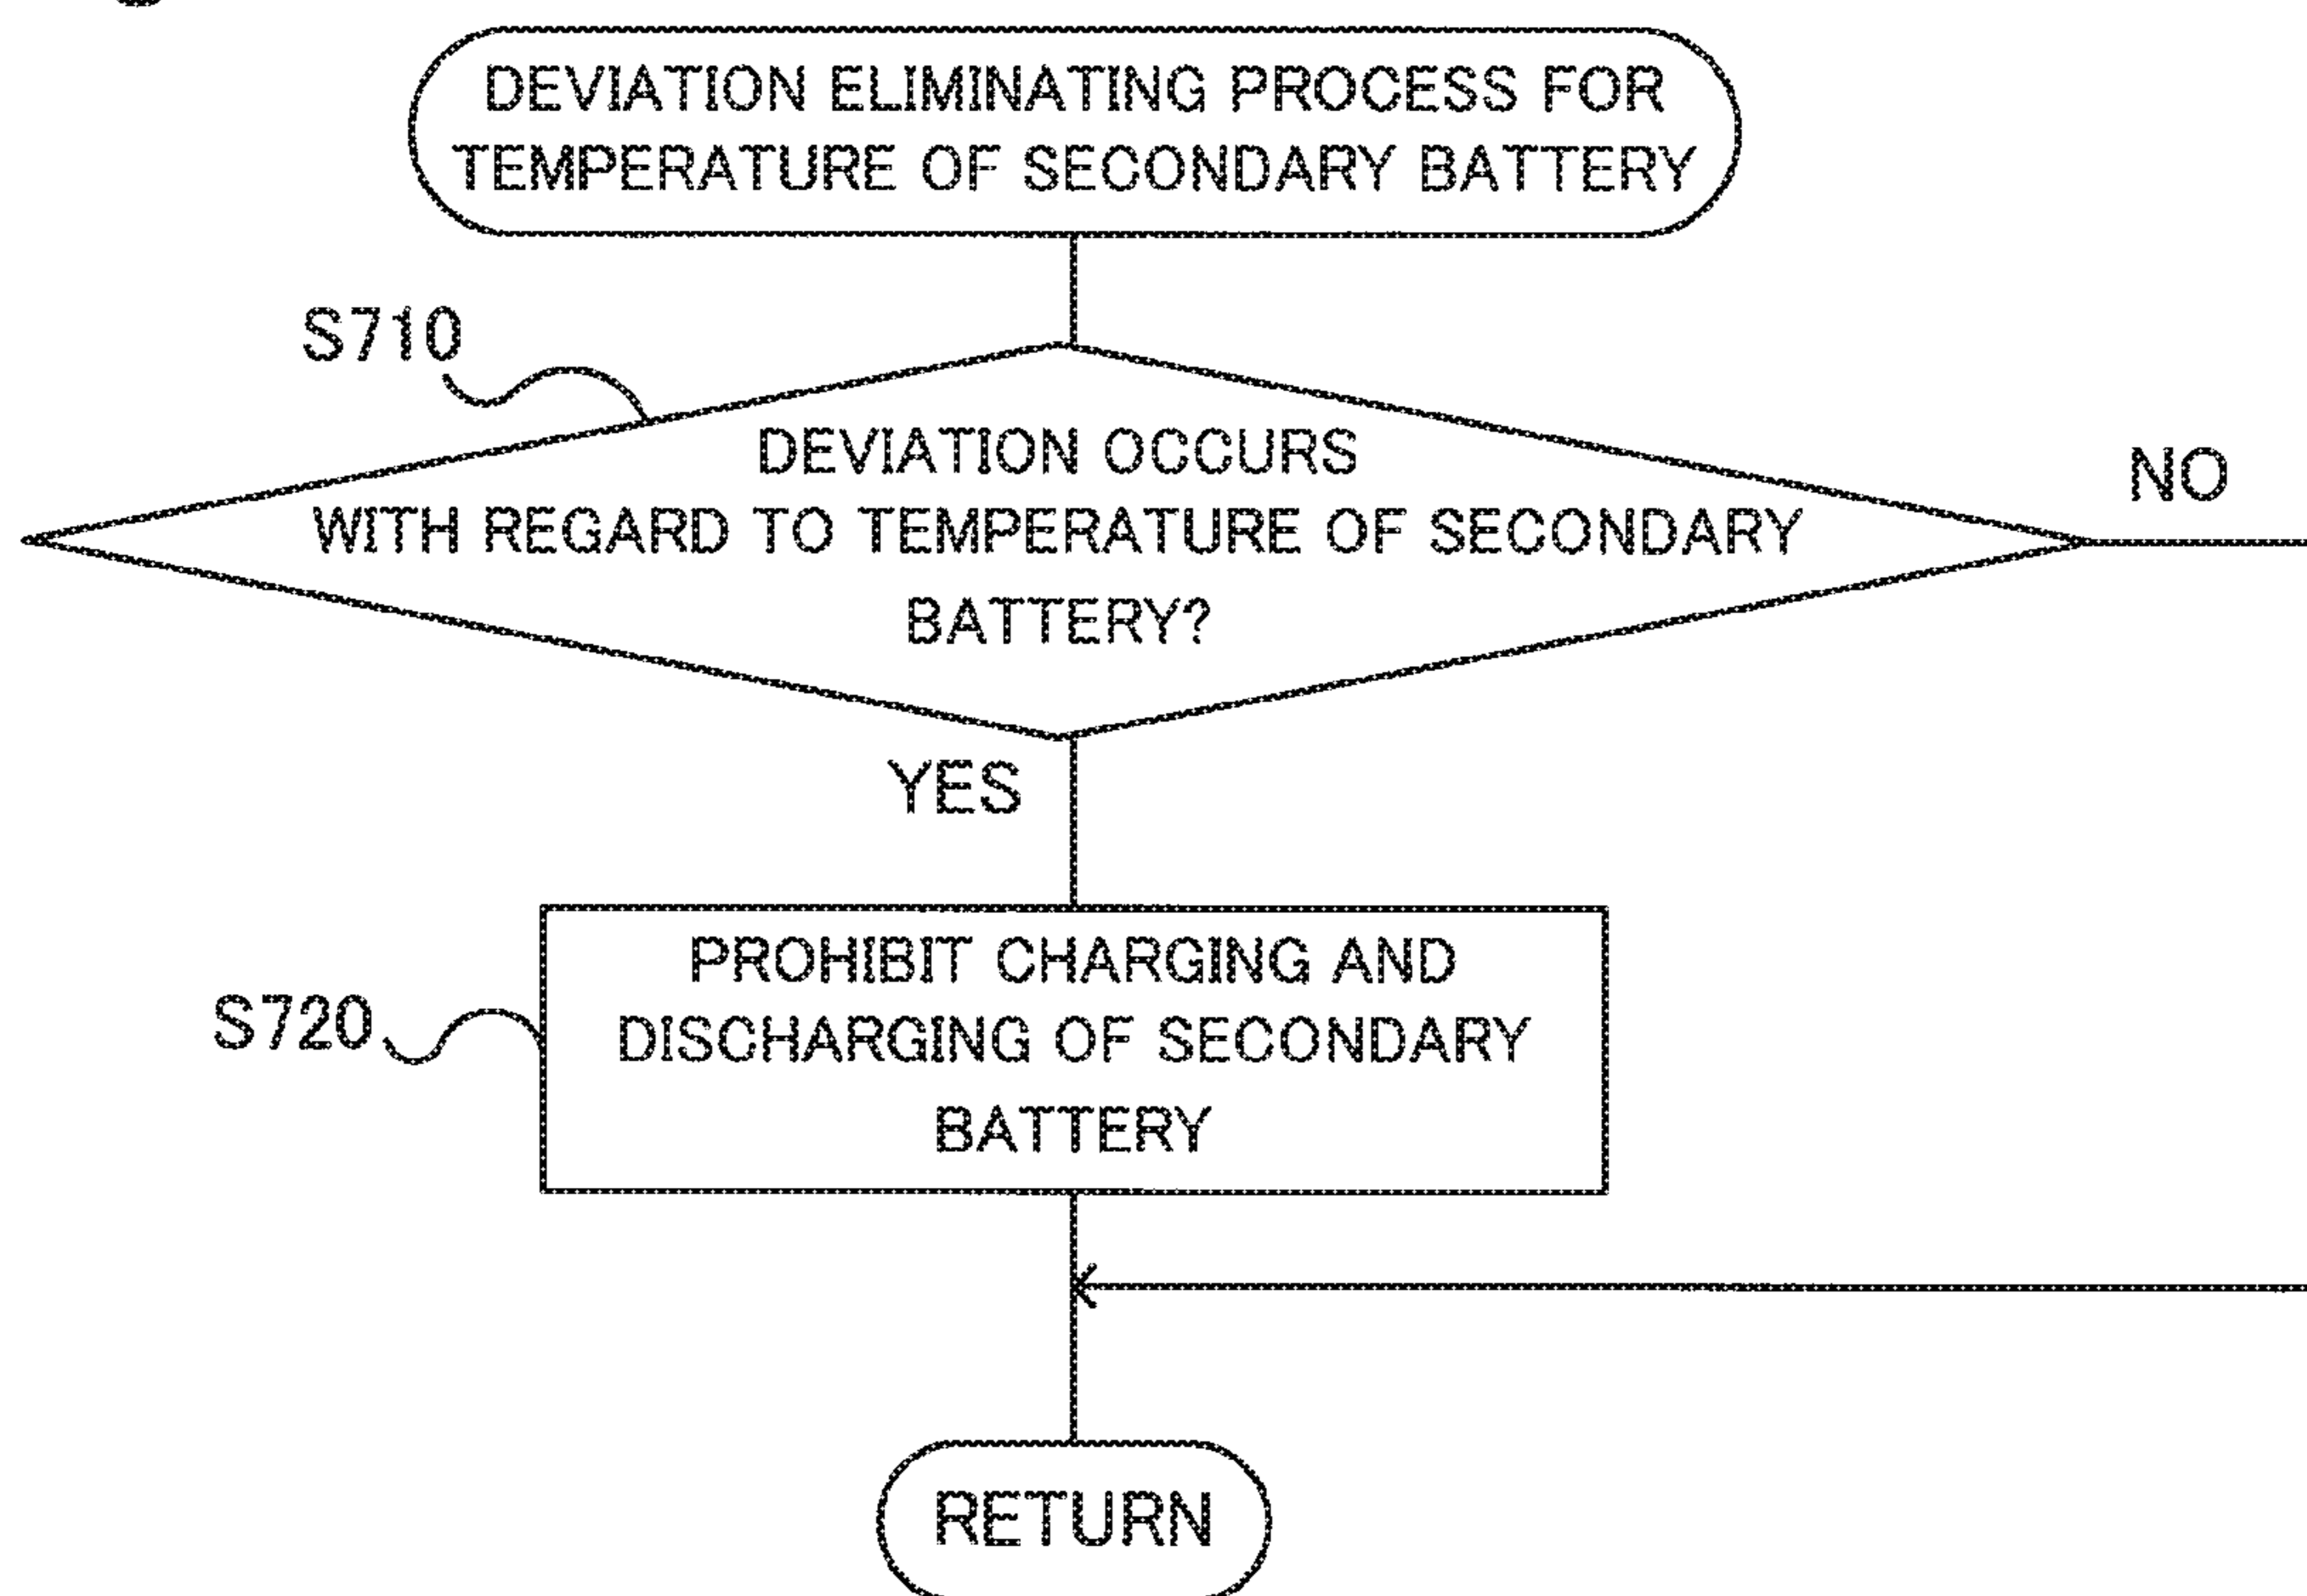 DEVIATION ELIMINATING PROCESS FOR
TEMPERATURE OF SECONDARY BATTERY
S710
DEVIATION OCCURS
WITH REGARD TO TEMPERATURE OF SECONDARY
BATTERY?
NO
YES
S720
PROHIBIT CHARGING AND
DISCHARGING OF SECONDARY
BATTERY
RETURN